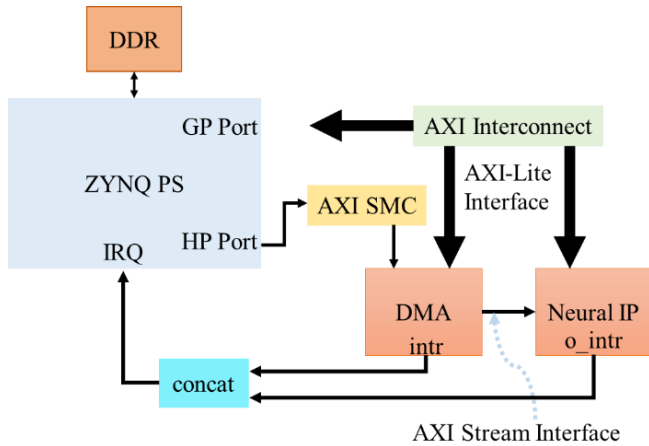 DDR
GP Port
AXI Interconnect
ZYNQ PS
AXI-Lite
Interface
AXI SMC
HP Port
IRQ
DMA
intr
Neural IP
o_intr
concat
AXI Stream Interface